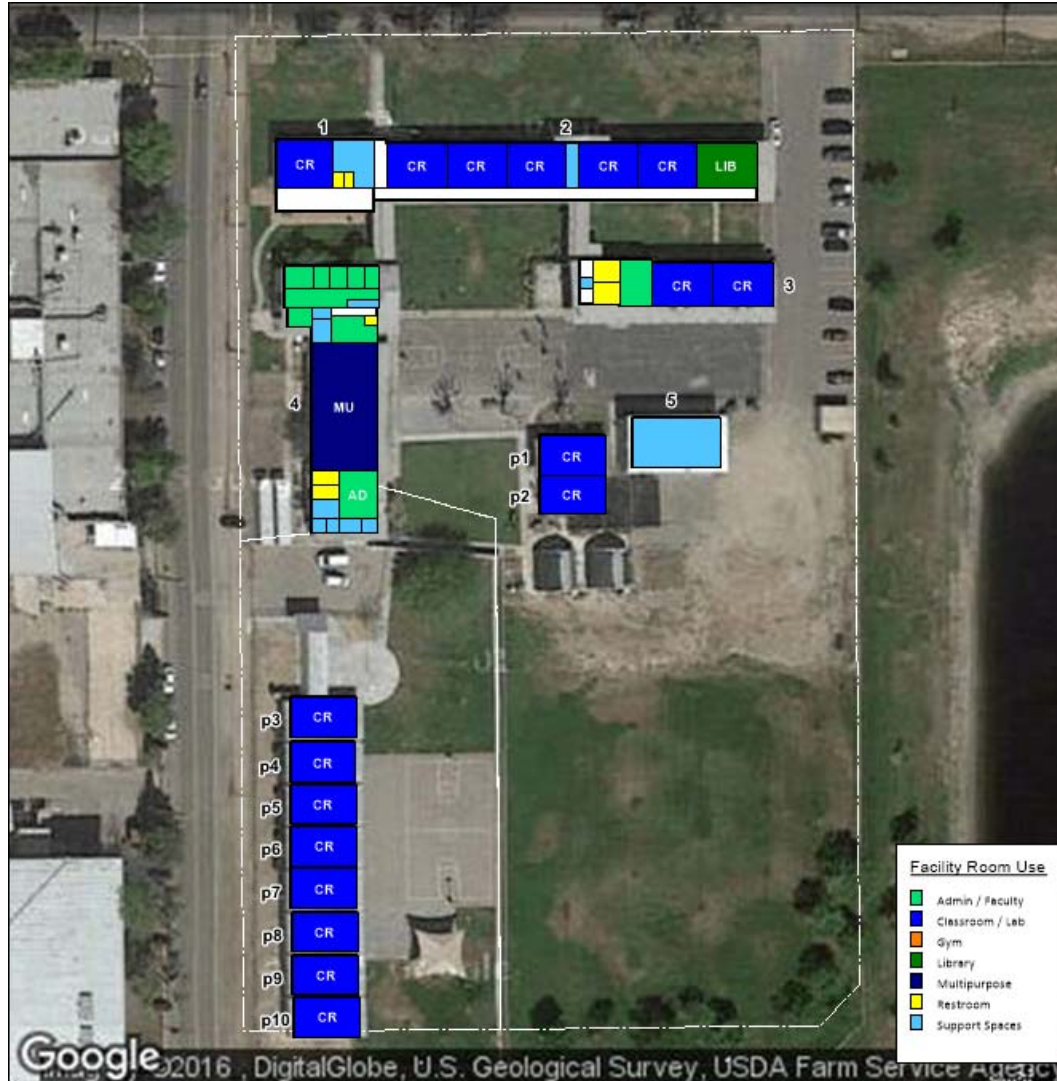 1
2
CR
CR
CR
CR
CR
CR
LIB
CR
CR
3
4
MU
5
p1
CR
AD
p2
CR
p3
CR
p4
CR
p5
CR
p6
CR
p7
CR
p8
CR
p9
CR
p10
CR
Facility Room Use
Admin / Faculty
Classroom / Lab
Gym
Library
Multipurpose
Restroom
Support Spaces
Google
©2016 , DigitalGlobe, U.S. Geological Survey, USDA Farm Service